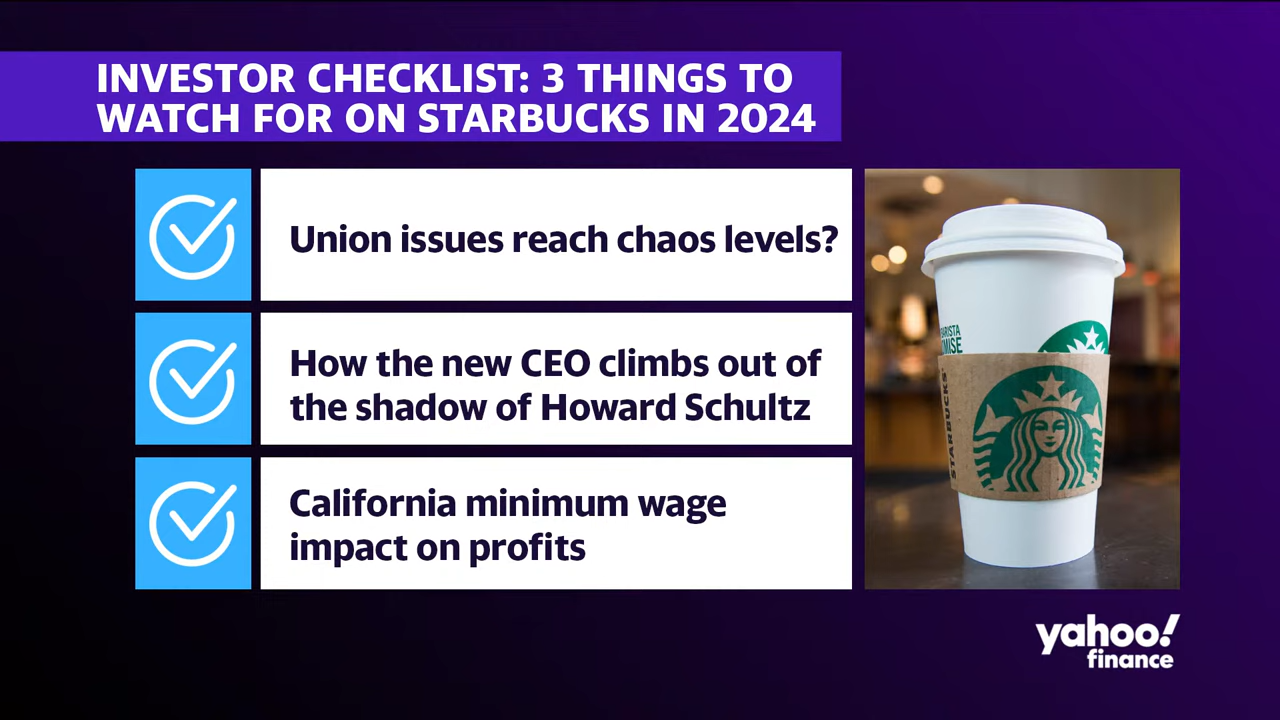 INVESTOR CHECKLIST: 3 THINGS TO
WATCH FOR ON STARBUCKS IN 2024
Union issues reach chaos levels?
How the new CEO climbs out of
the shadow of Howard Schultz
California minimum wage
impact on profits
STARBUCKS
yahoo!
finance